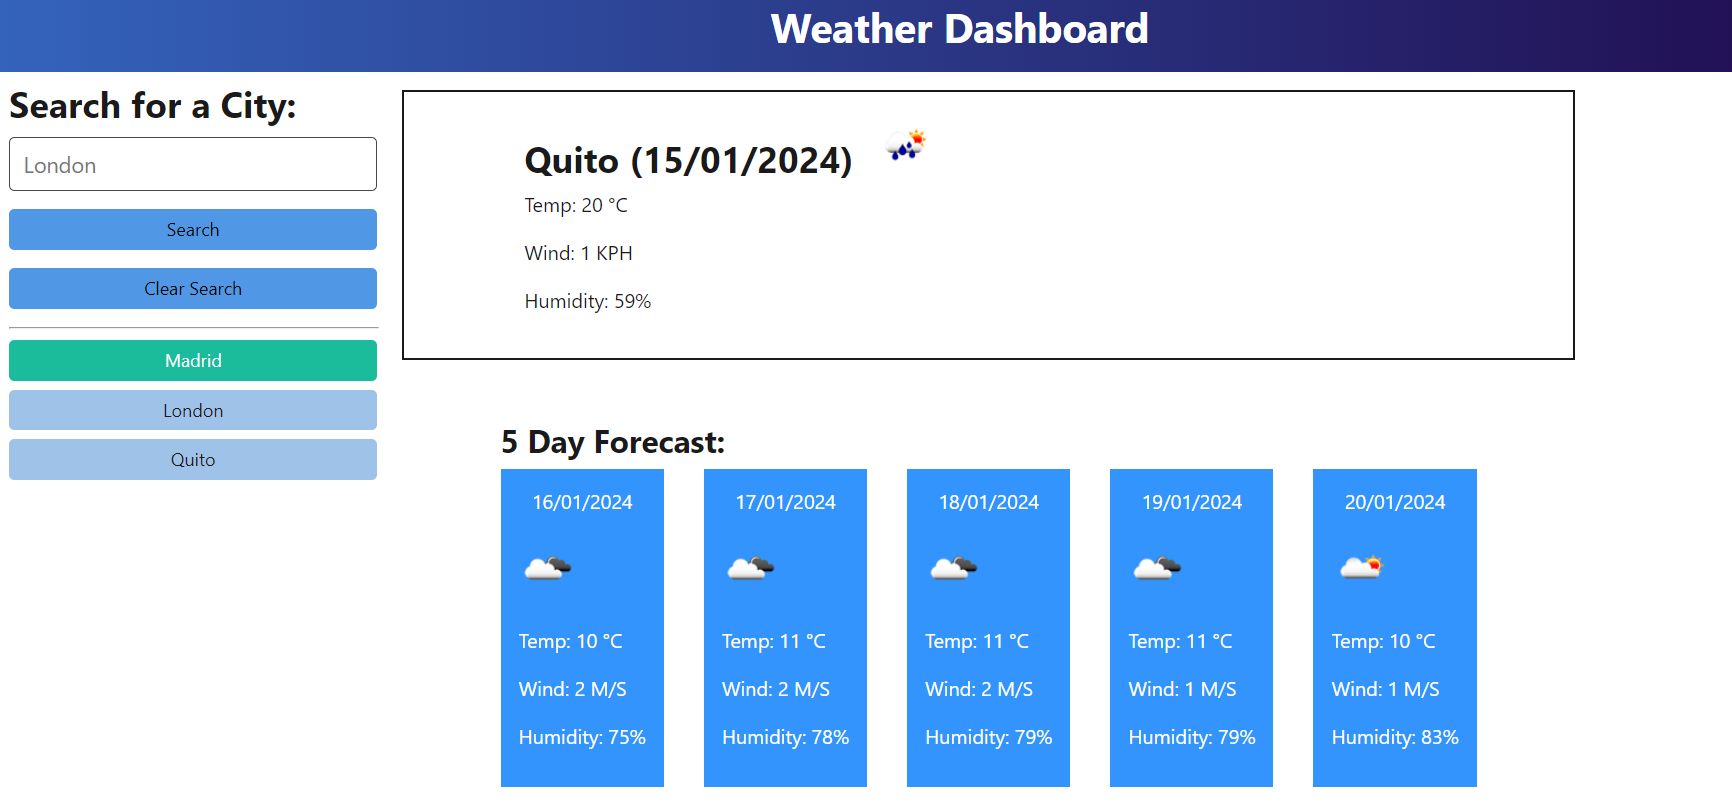 Weather Dashboard
Search for a City:
London
Search
Clear Search
Madrid
London
Quito
Quito (15/01/2024)
Temp: 20 °C
Wind: 1 KPH
Humidity: 59%
5 Day Forecast:
16/01/2024
Temp: 10 °C
Wind: 2 M/S
Humidity: 75%
17/01/2024
Temp: 11 °C
Wind: 2 M/S
Humidity: 78%
18/01/2024
Temp: 11 °C
Wind: 2 M/S
Humidity: 79%
19/01/2024
Temp: 11 °C
Wind: 1 M/S
Humidity: 79%
20/01/2024
Temp: 10 °C
Wind: 1 M/S
Humidity: 83%